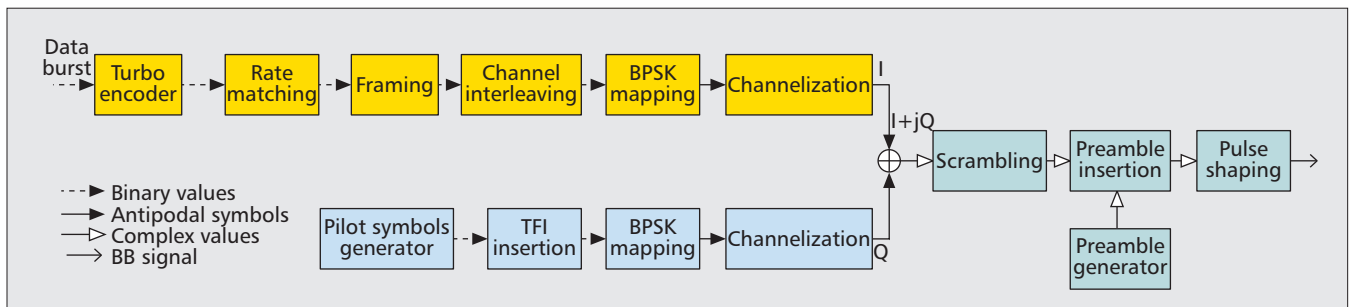 Data
burst
Turbo
encoder
Rate
matching
Framing
Channel
interleaving
BPSK
mapping
Channelization
I
I+jQ
Scrambling
Preamble
insertion
Pulse
shaping
Binary values
Antipodal symbols
Complex values
BB signal
Pilot symbols
generator
TFI
insertion
BPSK
mapping
Channelization
Q
Preamble
generator